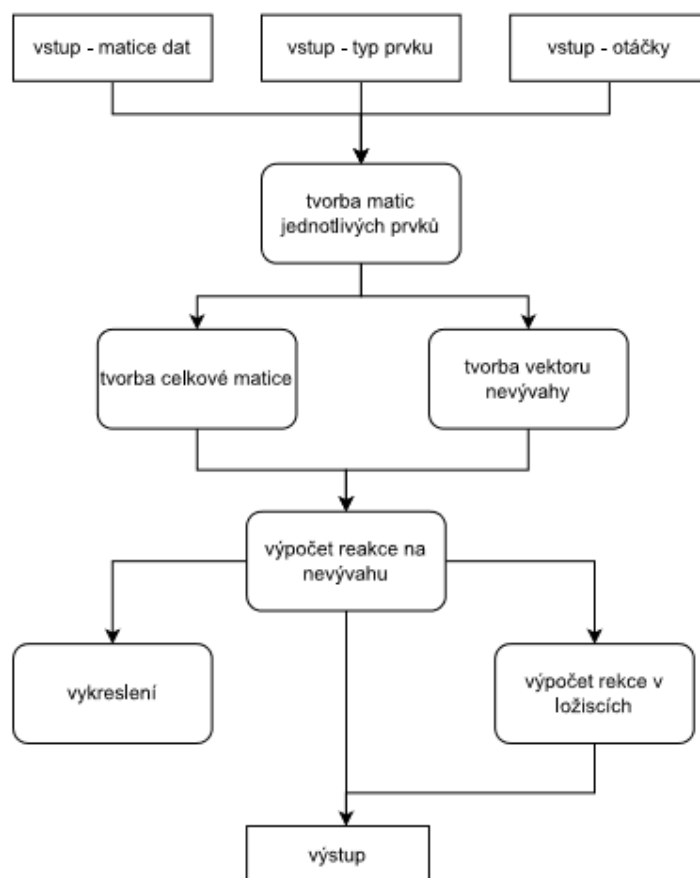 vstup - matice dat
vstup - typ prvku
vstup - otáčky
tvorba matic
jednotlivých prvků
tvorba celkové matice
tvorba vektoru
nevývahy
výpočet reakce na
nevývahu
vykreslení
výpočet rekce v
ložiscích
výstup